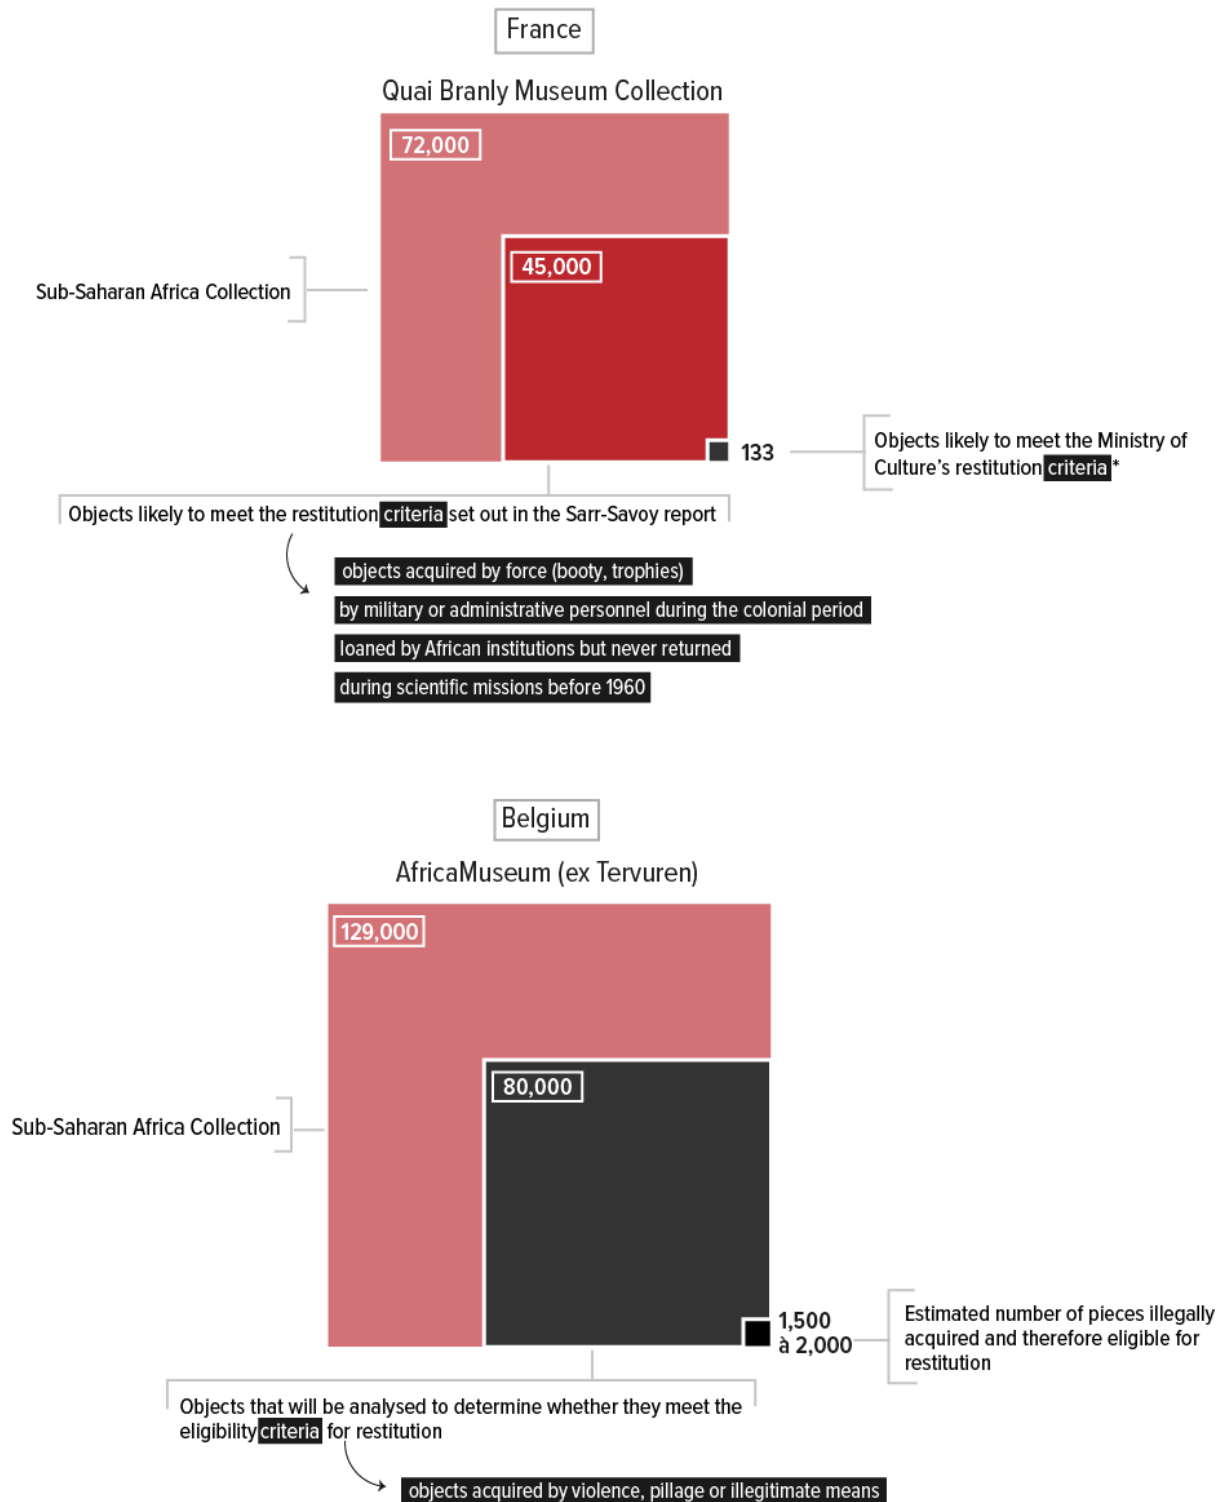 France
Quai Branly Museum Collection
72,000
45,000
Sub-Saharan Africa Collection
133
Objects likely to meet the Ministry of
Culture's restitution criteria*
Objects likely to meet the restitution criteria set out in the Sarr-Savoy report
objects acquired by force (booty, trophies)
by military or administrative personnel during the colonial period
loaned by African institutions but never returned
during scientific missions before 1960
Belgium
AfricaMuseum (ex Tervuren)
129,000
80,000
Sub-Saharan Africa Collection
1,500
à 2,000
Estimated number of pieces illegally
acquired and therefore eligible for
restitution
Objects that will be analysed to determine whether they meet the
eligibility criteria for restitution
objects acquired by violence, pillage or illegitimate means